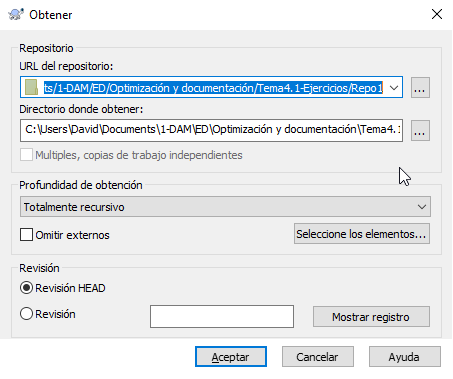 Obtener
Repositorio
URL del repositorio:
ts/1-DAM/ED/Optimización y documentación/Tema4.1-Ejercicios/Repo1
...
Directorio donde obtener:
C:\Users\David\Documents\1-DAM\ED\Optimización y documentación\Tema4.1
...
Multiples, copias de trabajo independientes
Profundidad de obtención
Totalmente recursivo
Omitir externos
Seleccione los elementos...
Revisión
Revisión HEAD
Revisión
Mostrar registro
Aceptar
Cancelar
Ayuda